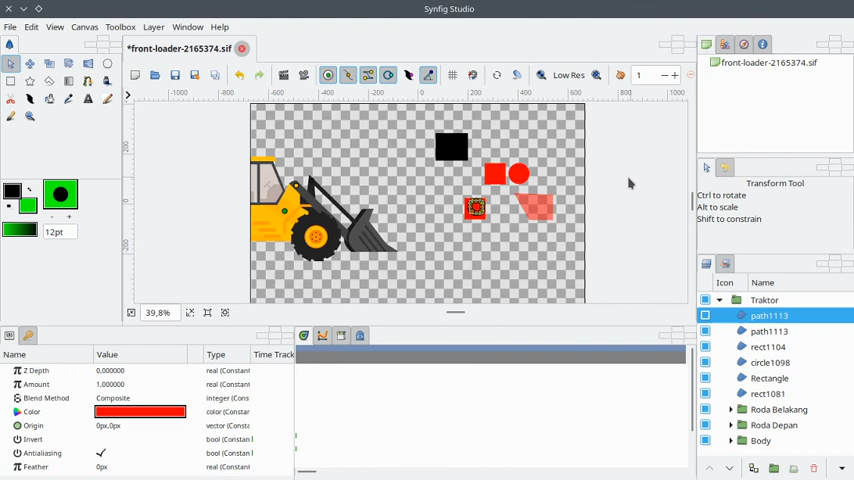 Synfig Studio
File Edit View Canvas Toolbox Layer Window Help
*front-loader-2165374.sif
Low Res 1
-1000 -800 -600 -400 -200 0 200 400 600 800 1000
200
0
-200
12pt
39,8%
front-loader-2165374.sif
Transform Tool
Ctrl to rotate
Alt to scale
Shift to constrain
Icon Name
Traktor
path1113
path1113
rect1104
circle1098
Rectangle
rect1081
Roda Belakang
Roda Depan
Body
Name Value Type Time Track
Z Depth 0,000000 real (Constant
Amount 1,000000 real (Constant
Blend Method Composite integer (Cons
Color color (Constan
Origin 0px,0px vector (Consta
Invert bool (Constan
Antialiasing bool (Constan
Feather 0px real (Constant